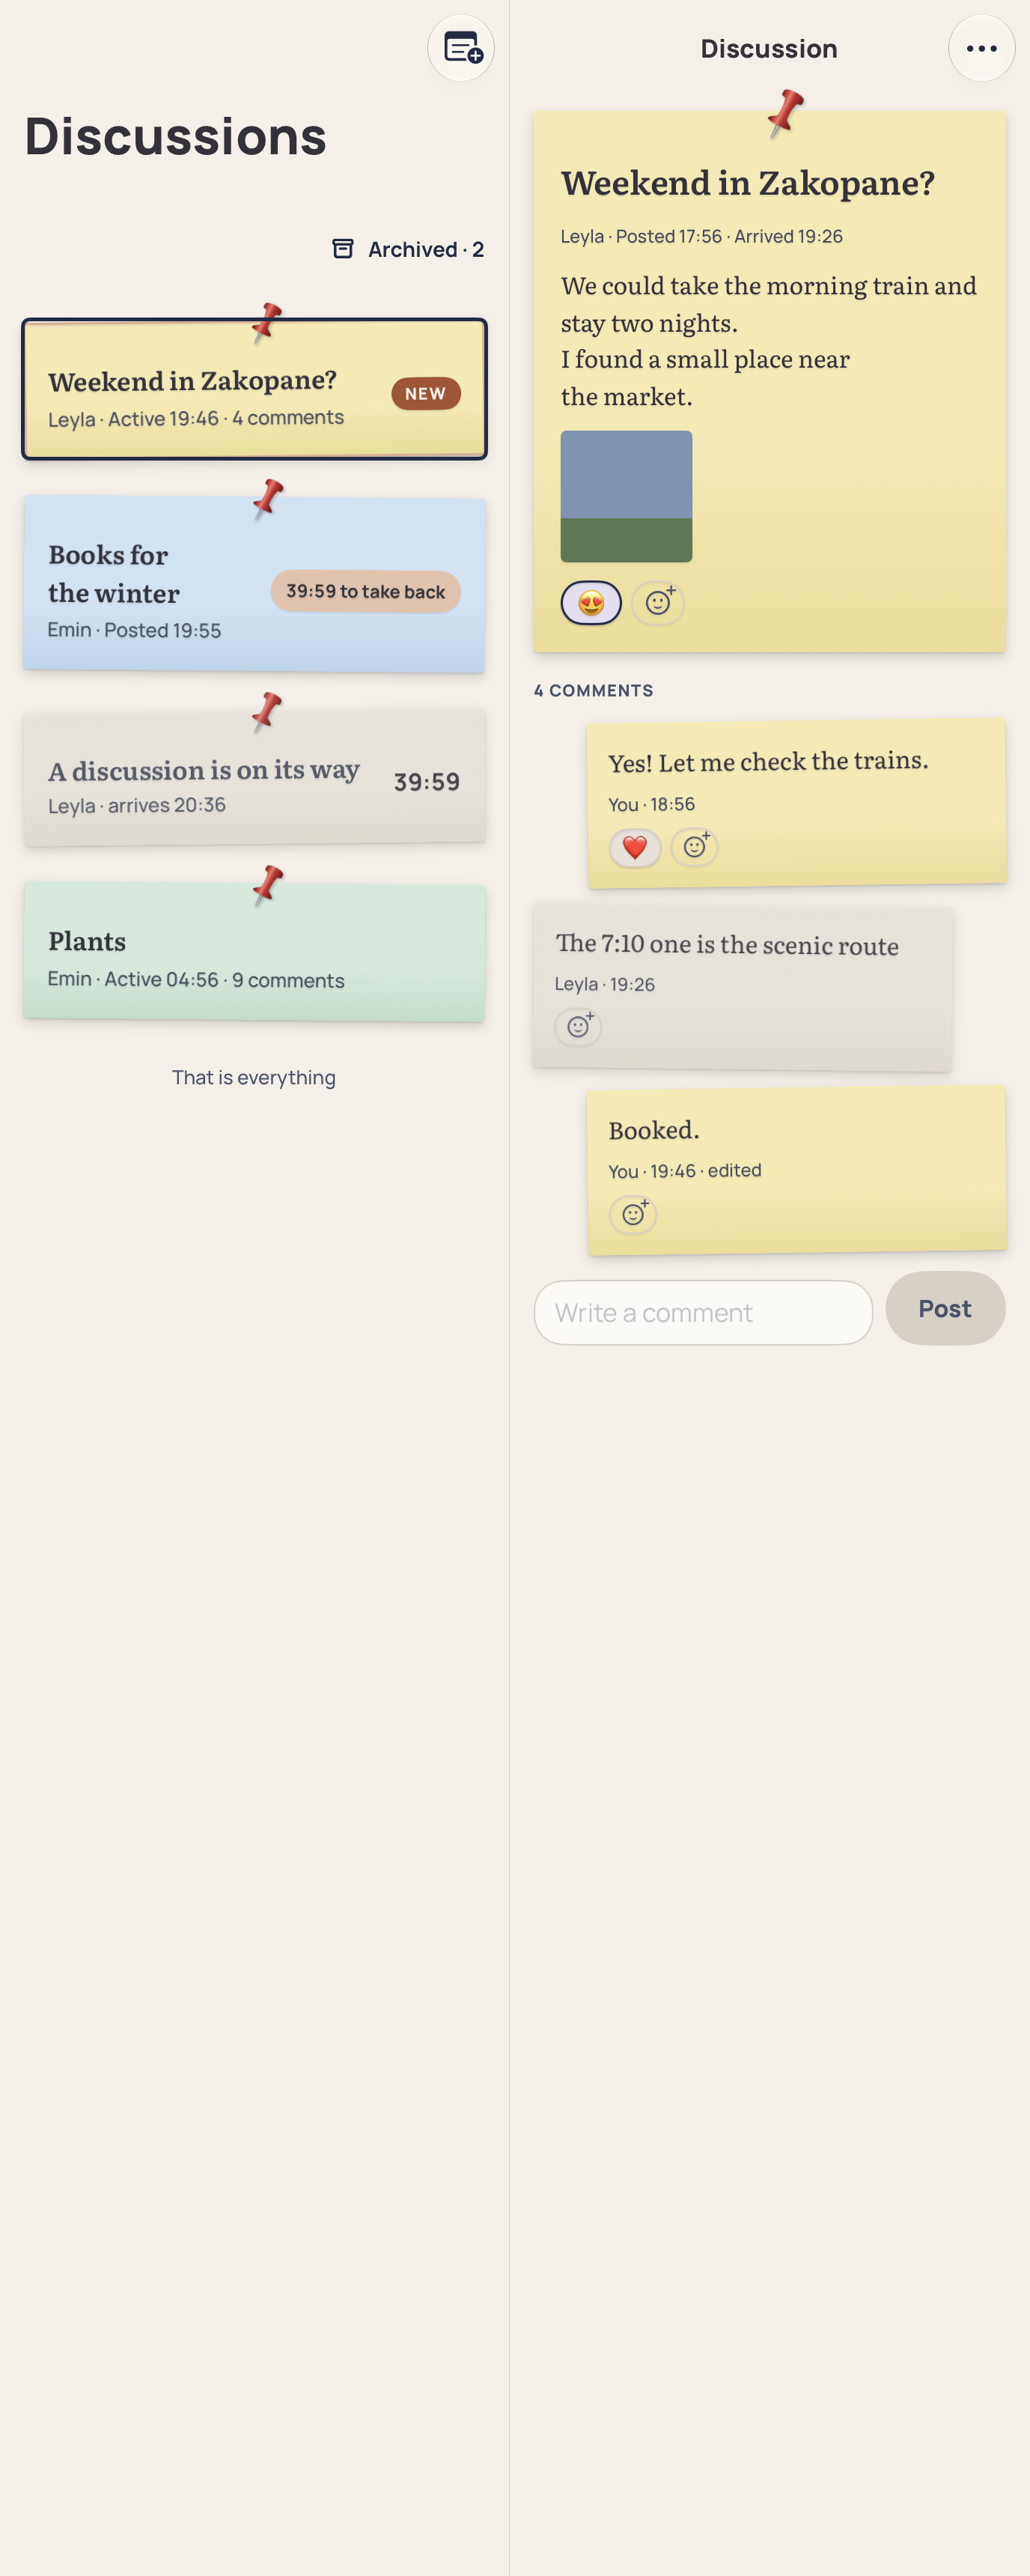 Discussions
Archived · 2
Weekend in Zakopane?
Leyla · Active 19:46 · 4 comments
NEW
Books for
the winter
Emin · Posted 19:55
39:59 to take back
A discussion is on its way
Leyla · arrives 20:36
39:59
Plants
Emin · Active 04:56 · 9 comments
That is everything
Discussion
Weekend in Zakopane?
Leyla · Posted 17:56 · Arrived 19:26
We could take the morning train and
stay two nights.
I found a small place near
the market.
4 COMMENTS
Yes! Let me check the trains.
You · 18:56
The 7:10 one is the scenic route
Leyla · 19:26
Booked.
You · 19:46 · edited
Write a comment
Post